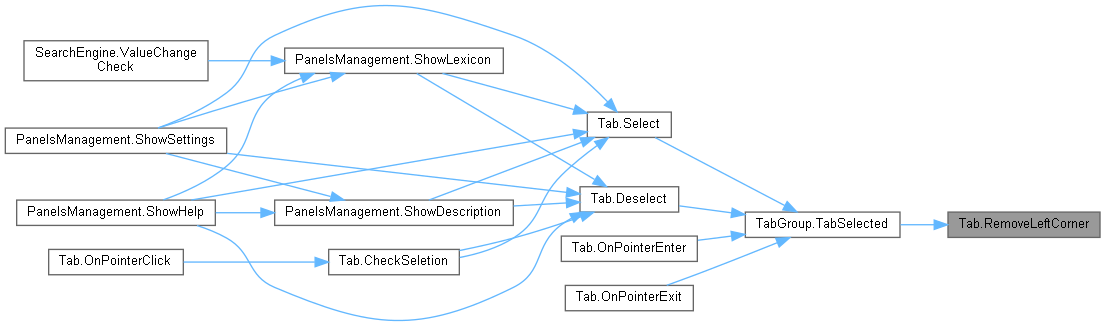 SearchEngine.ValueChange
Check
PanelsManagement.ShowLexicon
Tab.Select
PanelsManagement.ShowSettings
Tab.Deselect
PanelsManagement.ShowHelp
PanelsManagement.ShowDescription
TabGroup.TabSelected
Tab.RemoveLeftCorner
Tab.OnPointerEnter
Tab.OnPointerClick
Tab.CheckSeletion
Tab.OnPointerExit